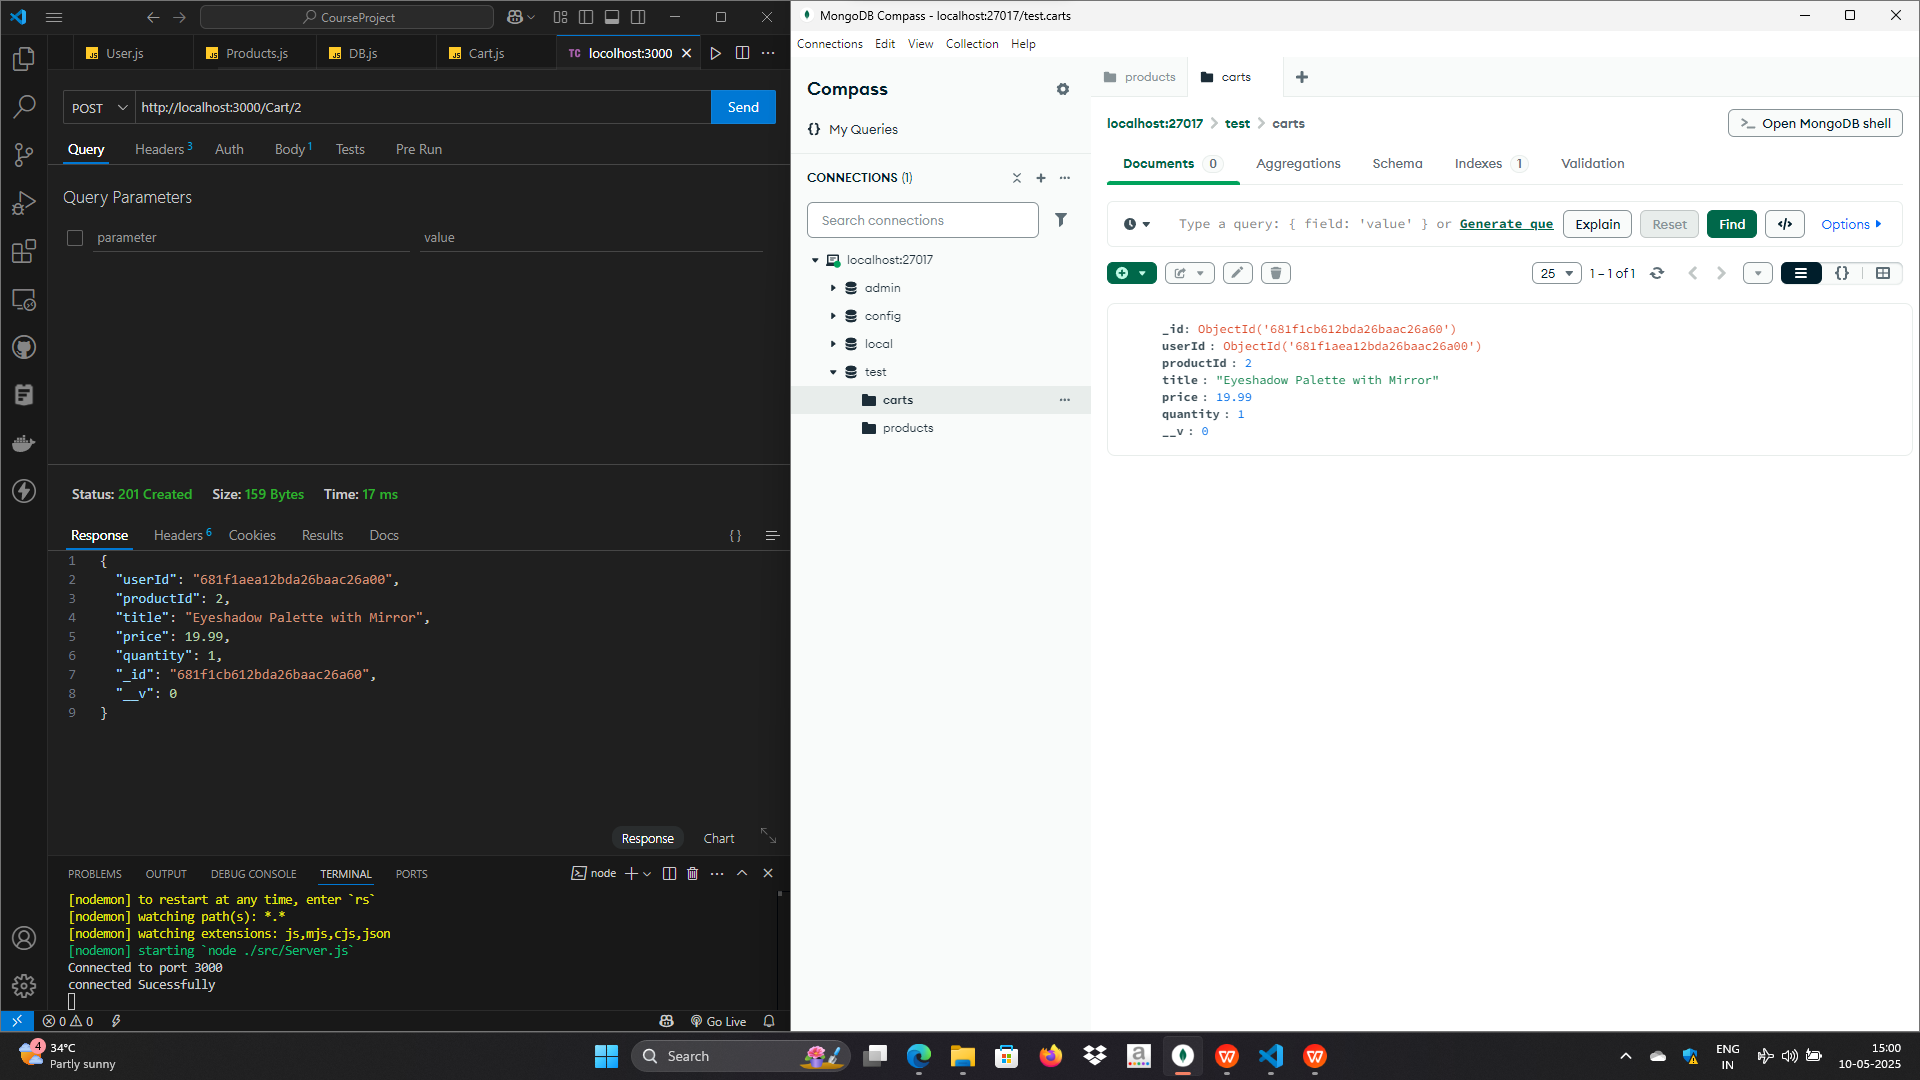 CourseProject
User.js
Products.js
DB.js
Cart.js
TC localhost:3000
POST
http://localhost:3000/Cart/2
Send
Query
Headers 3
Auth
Body 1
Tests
Pre Run
Query Parameters
parameter
value
Status: 201 Created Size: 159 Bytes Time: 17 ms
Response
Headers 6
Cookies
Results
Docs
{ }
1 {
2 "userId": "681f1aea12bda26baac26a00",
3 "productId": 2,
4 "title": "Eyeshadow Palette with Mirror",
5 "price": 19.99,
6 "quantity": 1,
7 "_id": "681f1cb612bda26baac26a60",
8 "__v": 0
9 }
Response
Chart
PROBLEMS
OUTPUT
DEBUG CONSOLE
TERMINAL
PORTS
node
[nodemon] to restart at any time, enter `rs`
[nodemon] watching path(s): *.*
[nodemon] watching extensions: js,mjs,cjs,json
[nodemon] starting `node ./src/Server.js`
Connected to port 3000
connected Sucessfully
0 0
Go Live
MongoDB Compass - localhost:27017/test.carts
Connections Edit View Collection Help
Compass
{} My Queries
CONNECTIONS (1)
Search connections
localhost:27017
admin
config
local
test
carts
products
products
carts
localhost:27017 > test > carts
>_ Open MongoDB shell
Documents 0
Aggregations
Schema
Indexes 1
Validation
Type a query: { field: 'value' } or Generate que
Explain
Reset
Find
</>
Options
25
1 – 1 of 1
{}
_id: ObjectId('681f1cb612bda26baac26a60')
userId : ObjectId('681f1aea12bda26baac26a00')
productId : 2
title : "Eyeshadow Palette with Mirror"
price : 19.99
quantity : 1
__v : 0
4
34°C
Partly sunny
Search
a
W
W
ENG
IN
15:00
10-05-2025